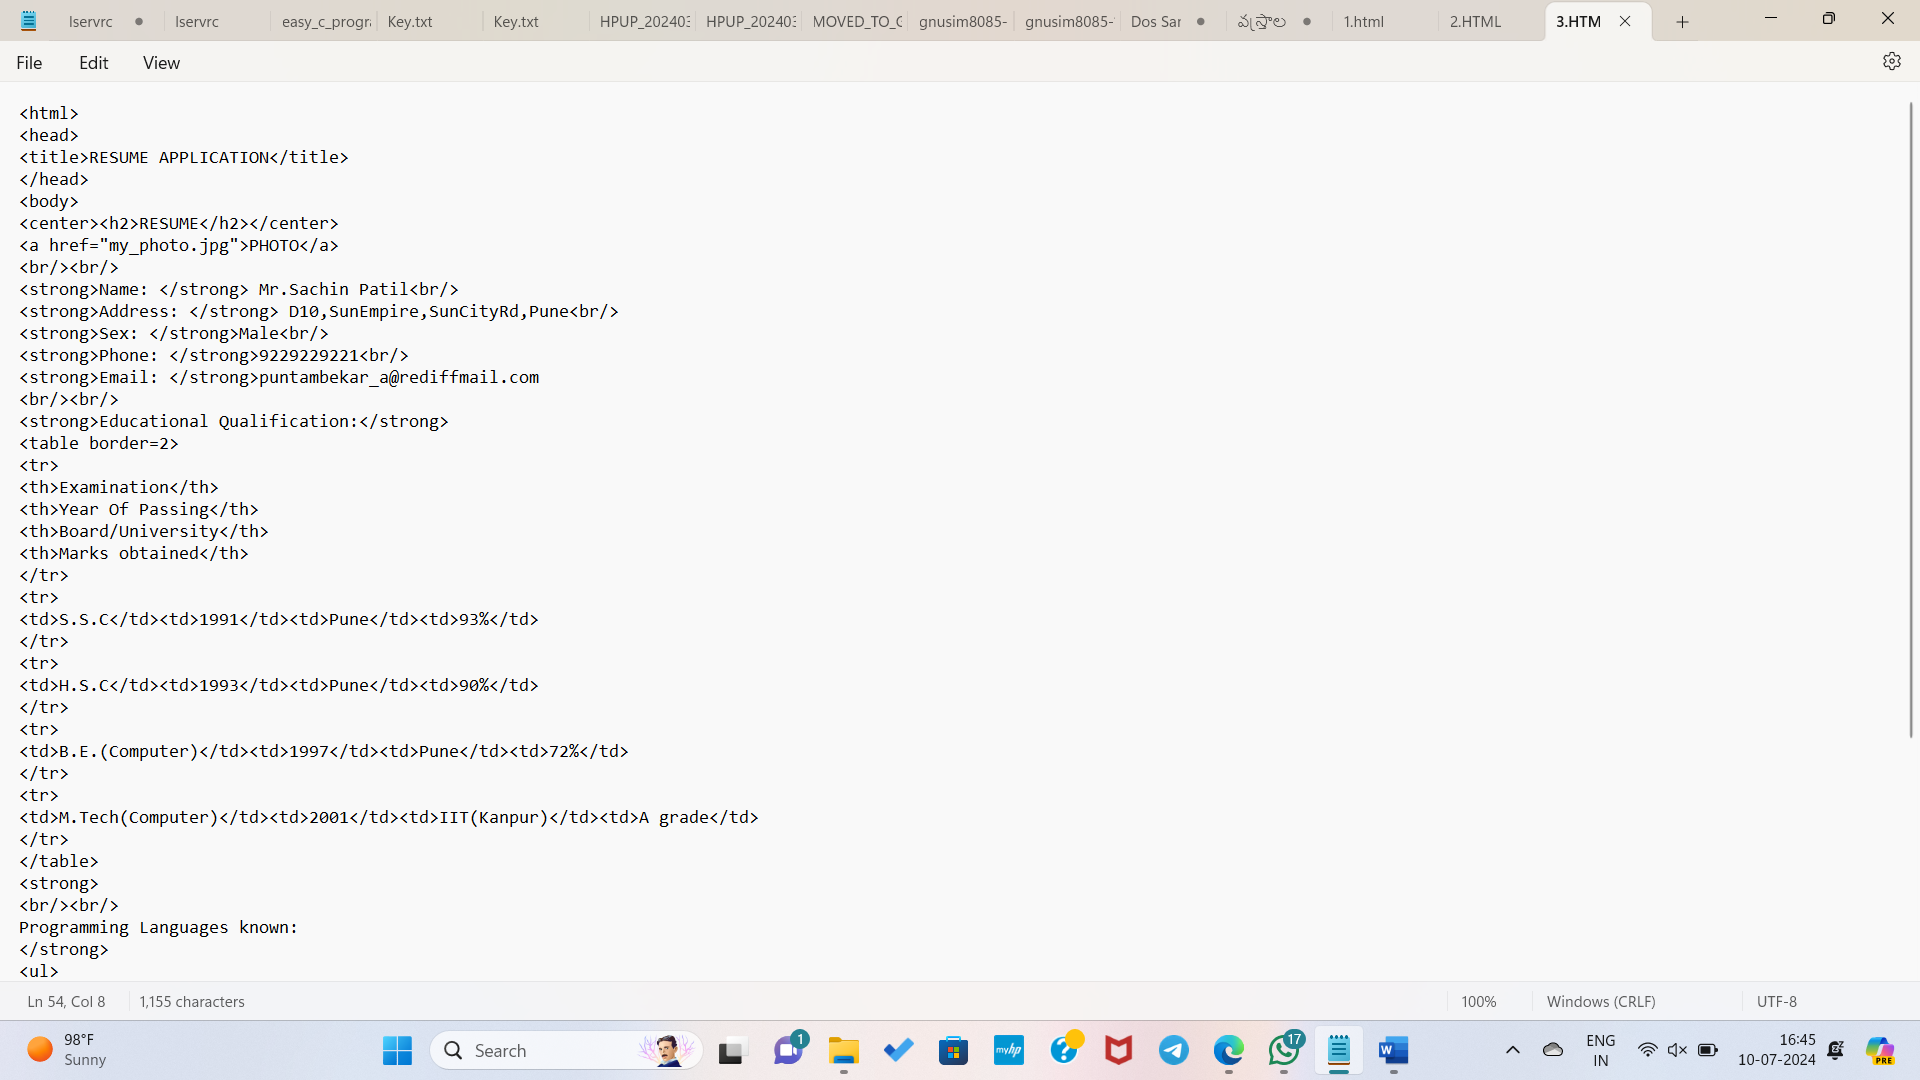 lservrc
lservrc
easy_c_progra
Key.txt
Key.txt
HPUP_20240
HPUP_20240
MOVED_TO_
gnusim8085-
gnusim8085-
Dos Sar
వస్త్రాల
1.html
2.HTML
3.HTM
File
Edit
View
<html>
<head>
<title>RESUME APPLICATION</title>
</head>
<body>
<center><h2>RESUME</h2></center>
<a href="my_photo.jpg">PHOTO</a>
<br/><br/>
<strong>Name: </strong> Mr.Sachin Patil<br/>
<strong>Address: </strong> D10,SunEmpire,SunCityRd,Pune<br/>
<strong>Sex: </strong>Male<br/>
<strong>Phone: </strong>9229229221<br/>
<strong>Email: </strong>puntambekar_a@rediffmail.com
<br/><br/>
<strong>Educational Qualification:</strong>
<table border=2>
<tr>
<th>Examination</th>
<th>Year Of Passing</th>
<th>Board/University</th>
<th>Marks obtained</th>
</tr>
<tr>
<td>S.S.C</td><td>1991</td><td>Pune</td><td>93%</td>
</tr>
<tr>
<td>H.S.C</td><td>1993</td><td>Pune</td><td>90%</td>
</tr>
<tr>
<td>B.E.(Computer)</td><td>1997</td><td>Pune</td><td>72%</td>
</tr>
<tr>
<td>M.Tech(Computer)</td><td>2001</td><td>IIT(Kanpur)</td><td>A grade</td>
</tr>
</table>
<strong>
<br/><br/>
Programming Languages known:
</strong>
<ul>
Ln 54, Col 8
1,155 characters
100%
Windows (CRLF)
UTF-8
98°F
Sunny
Search
1
myhp
17
W
ENG
IN
16:45
10-07-2024
PRE